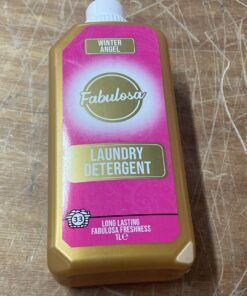 WINTER
ANGEL
Fabulosa
LAUNDRY
DETERGENT
33
LONG LASTING
FABULOSA FRESHNESS
1L℮